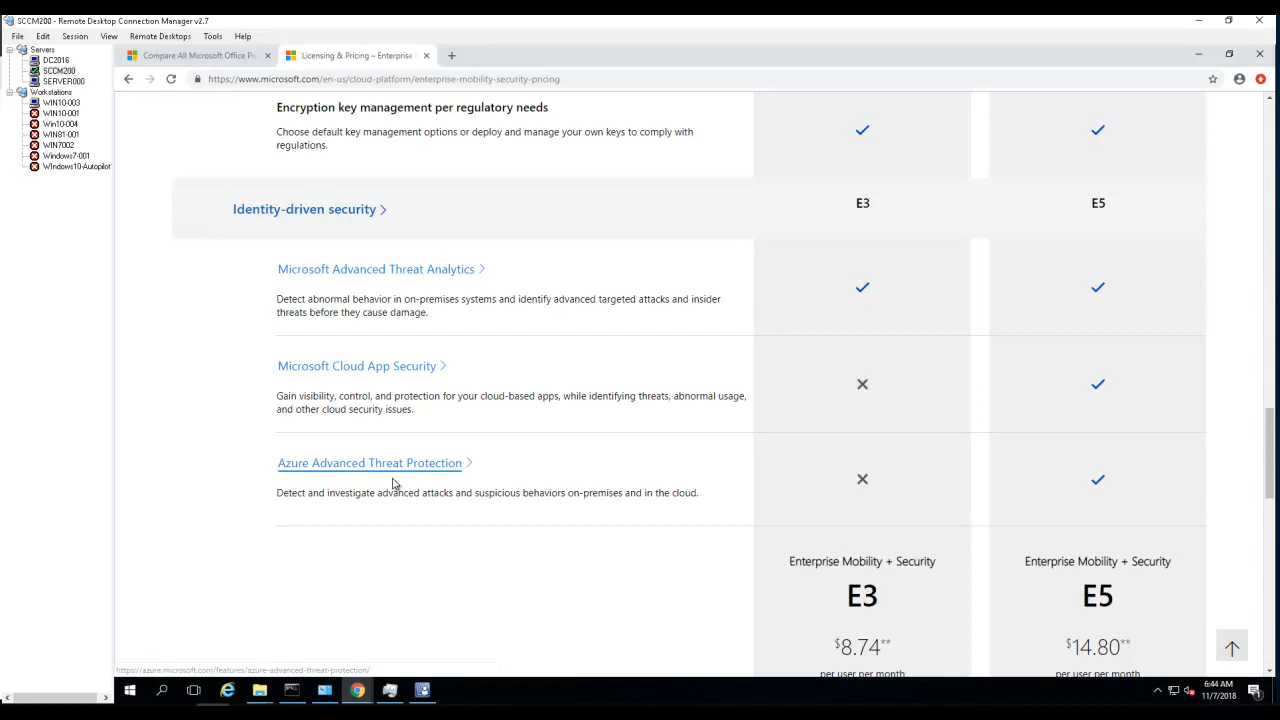 SCCM200 - Remote Desktop Connection Manager v2.7
File Edit Session View Remote Desktops Tools Help
Servers
DC2016
SCCM200
SERVER000
Workstations
WIN10-003
WIN10-001
Win10-004
WIN81-001
WIN7002
Windows7-001
Windows10-Autopilot
Compare All Microsoft Office Pr
Licensing & Pricing – Enterprise
https://www.microsoft.com/en-us/cloud-platform/enterprise-mobility-security-pricing
Encryption key management per regulatory needs
Choose default key management options or deploy and manage your own keys to comply with
regulations.
Identity-driven security
E3
E5
Microsoft Advanced Threat Analytics
Detect abnormal behavior in on-premises systems and identify advanced targeted attacks and insider
threats before they cause damage.
Microsoft Cloud App Security
Gain visibility, control, and protection for your cloud-based apps, while identifying threats, abnormal usage,
and other cloud security issues.
Azure Advanced Threat Protection
Detect and investigate advanced attacks and suspicious behaviors on-premises and in the cloud.
Enterprise Mobility + Security
E3
$8.74**
per user per month
Enterprise Mobility + Security
E5
$14.80**
per user per month
https://azure.microsoft.com/features/azure-advanced-threat-protection/
6:44 AM
11/7/2018